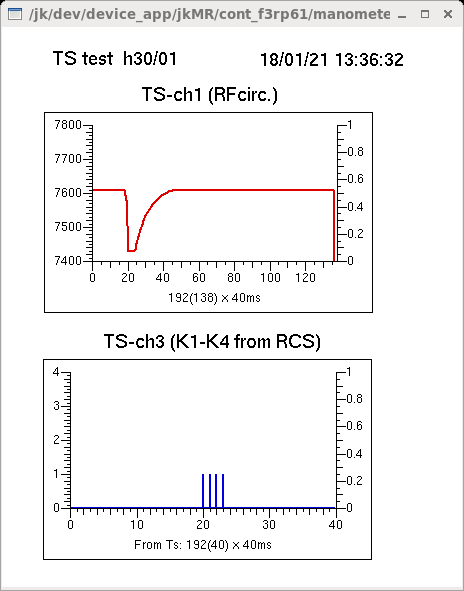 /jk/dev/device_app/jkMR/cont_f3rp61/manomete
TS test h30/01 18/01/21 13:36:32
TS-ch1 (RFcirc.)
7800 1
7700 0.8
7600 0.6
7500 0.4
7400 0.2
0
0 20 40 60 80 100 120
192(138) × 40ms
TS-ch3 (K1-K4 from RCS)
4 1
3 0.8
2 0.6
1 0.4
0 0.2
0
0 10 20 30 40
From Ts: 192(40) × 40ms